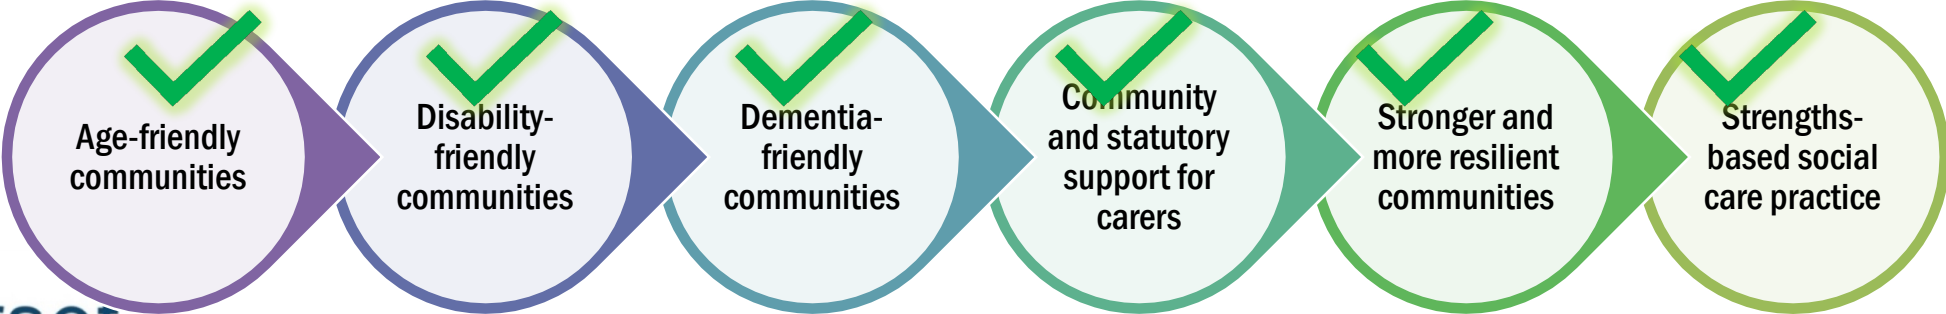 Age-friendly
communities
Disability-
friendly
communities
Dementia-
friendly
communities
Community
and statutory
support for
carers
Stronger and
more resilient
communities
Strengths-
based social
care practice